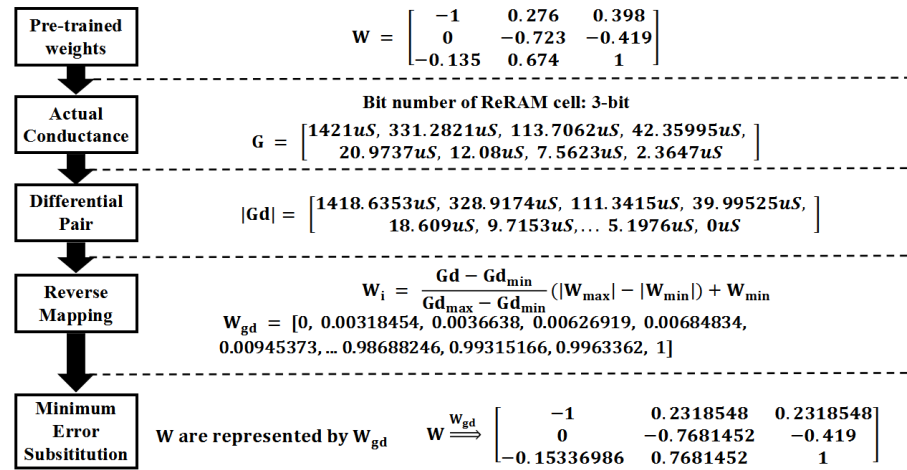 Pre-trained
weights
W = [ −1 0.276 0.398
0 −0.723 −0.419
−0.135 0.674 1 ]
Actual
Conductance
Bit number of ReRAM cell: 3-bit
G = [ 1421uS, 331.2821uS, 113.7062uS, 42.35995uS,
20.9737uS, 12.08uS, 7.5623uS, 2.3647uS ]
Differential
Pair
|Gd| = [ 1418.6353uS, 328.9174uS, 111.3415uS, 39.99525uS,
18.609uS, 9.7153uS,… 5.1976uS, 0uS ]
Reverse
Mapping
W_i = (Gd − Gd_min) / (Gd_max − Gd_min) (|W_max| − |W_min|) + W_min
W_gd = [0, 0.00318454, 0.0036638, 0.00626919, 0.00684834,
0.00945373, … 0.98688246, 0.99315166, 0.9963362, 1]
Minimum
Error
Subsititution
W are represented by W_gd
W ⟹ W_gd [ −1 0.2318548 0.2318548
0 −0.7681452 −0.419
−0.15336986 0.7681452 1 ]